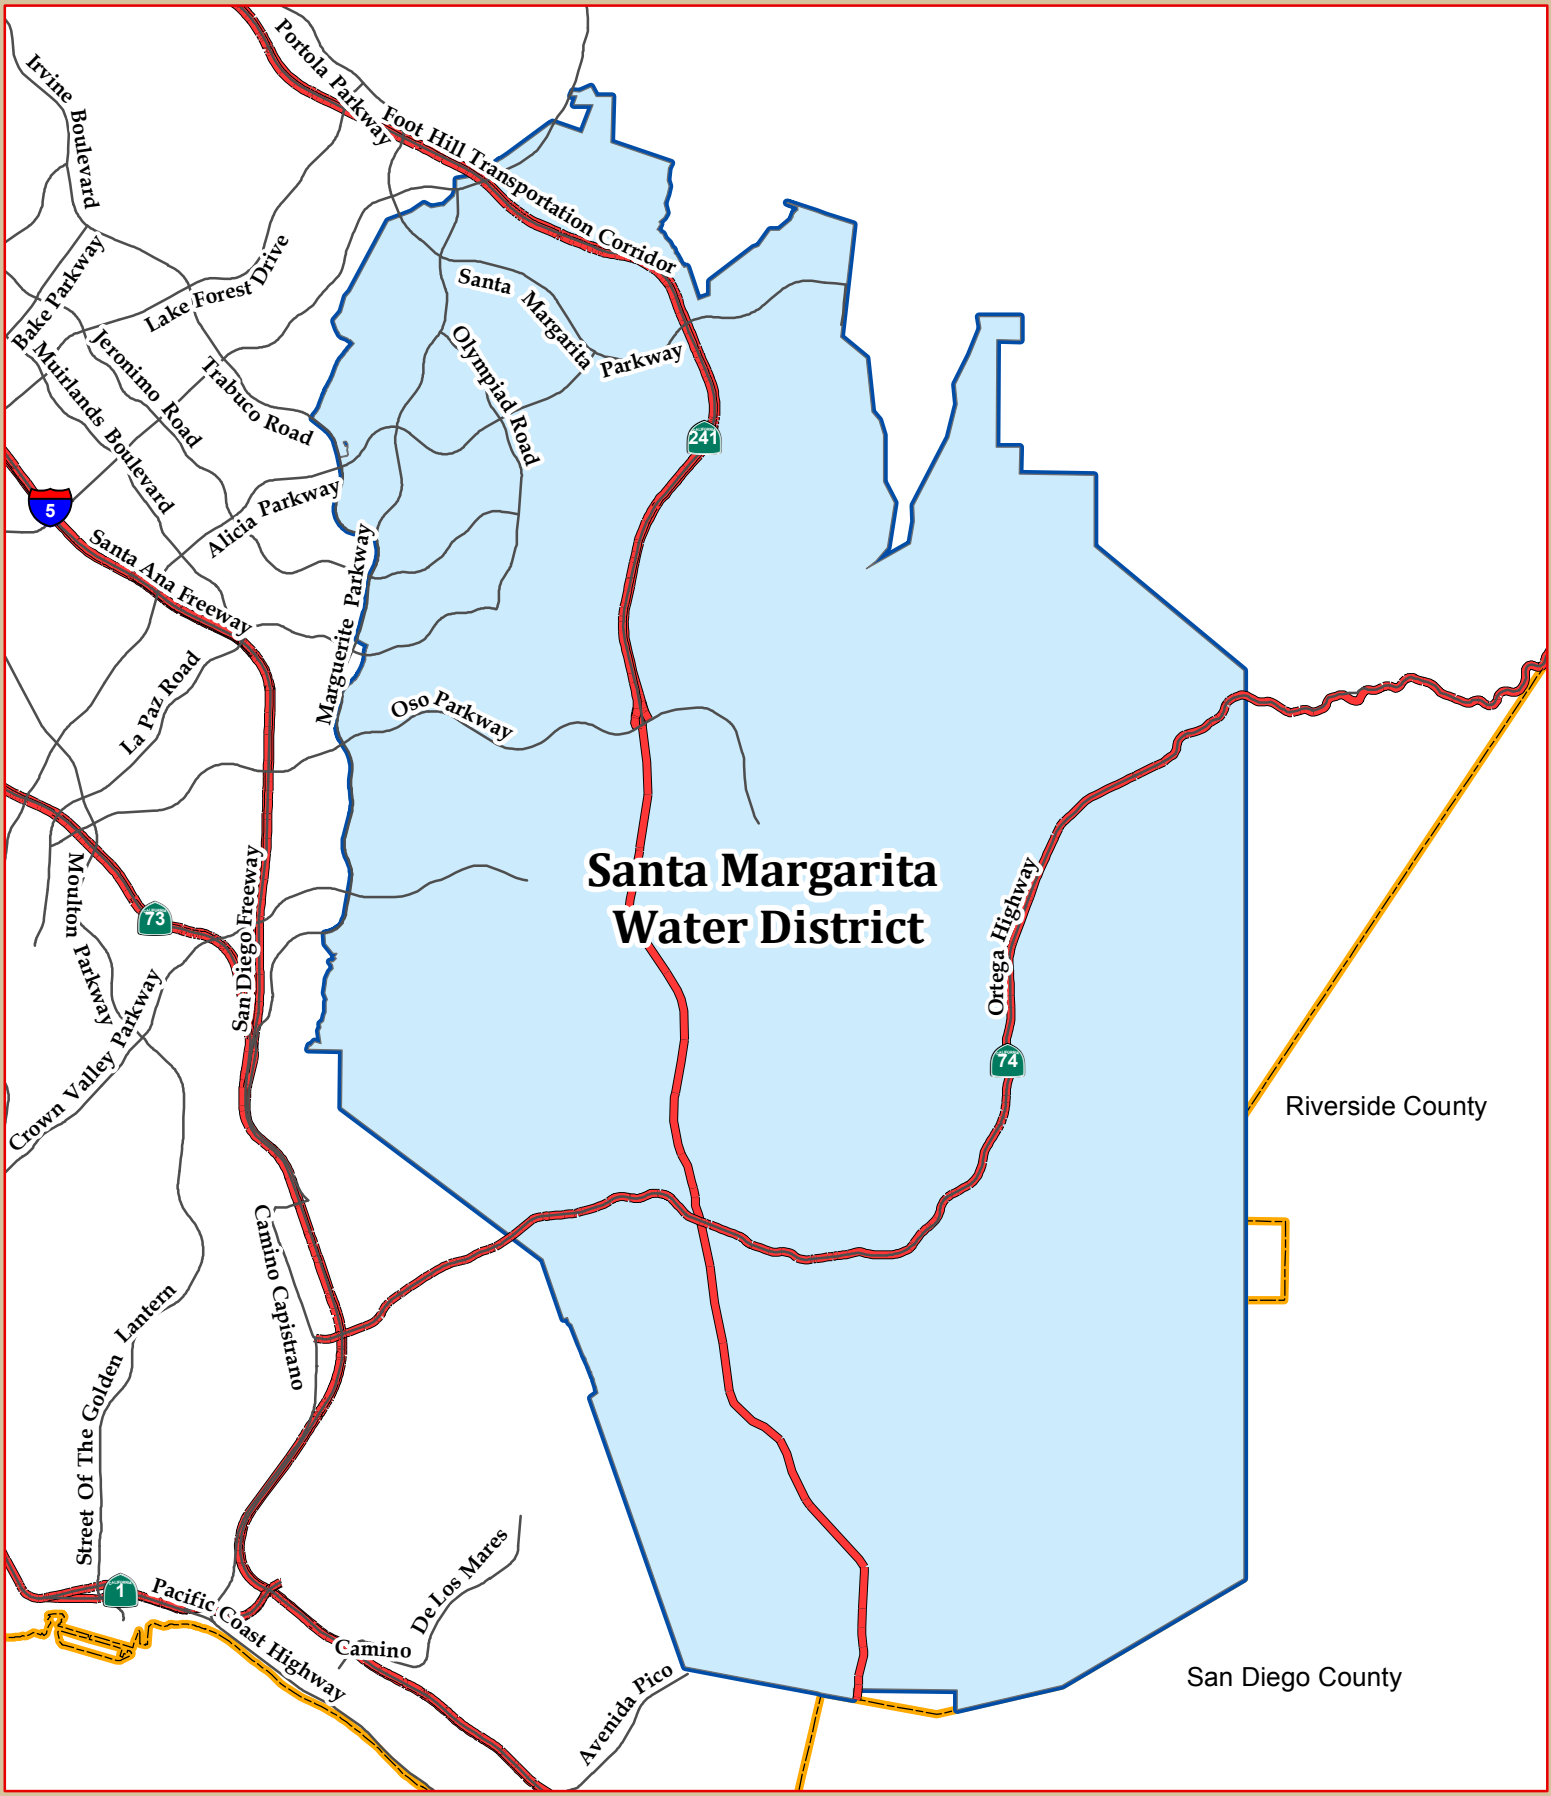 Portola Parkway
Irvine Boulevard
Foot Hill Transportation Corridor
Bake Parkway
Lake Forest Drive
Santa Margarita Parkway
Muirlands Boulevard
Jeronimo Road
Trabuco Road
Olympiad Road
241
5
Santa Ana Freeway
Alicia Parkway
Marguerite Parkway
La Paz Road
Oso Parkway
Santa Margarita
Water District
Moulton Parkway
73
San Diego Freeway
Ortega Highway
Crown Valley Parkway
74
Riverside County
Camino Capistrano
Street Of The Golden Lantern
1
Pacific Coast Highway
Camino De Los Mares
Avenida Pico
San Diego County